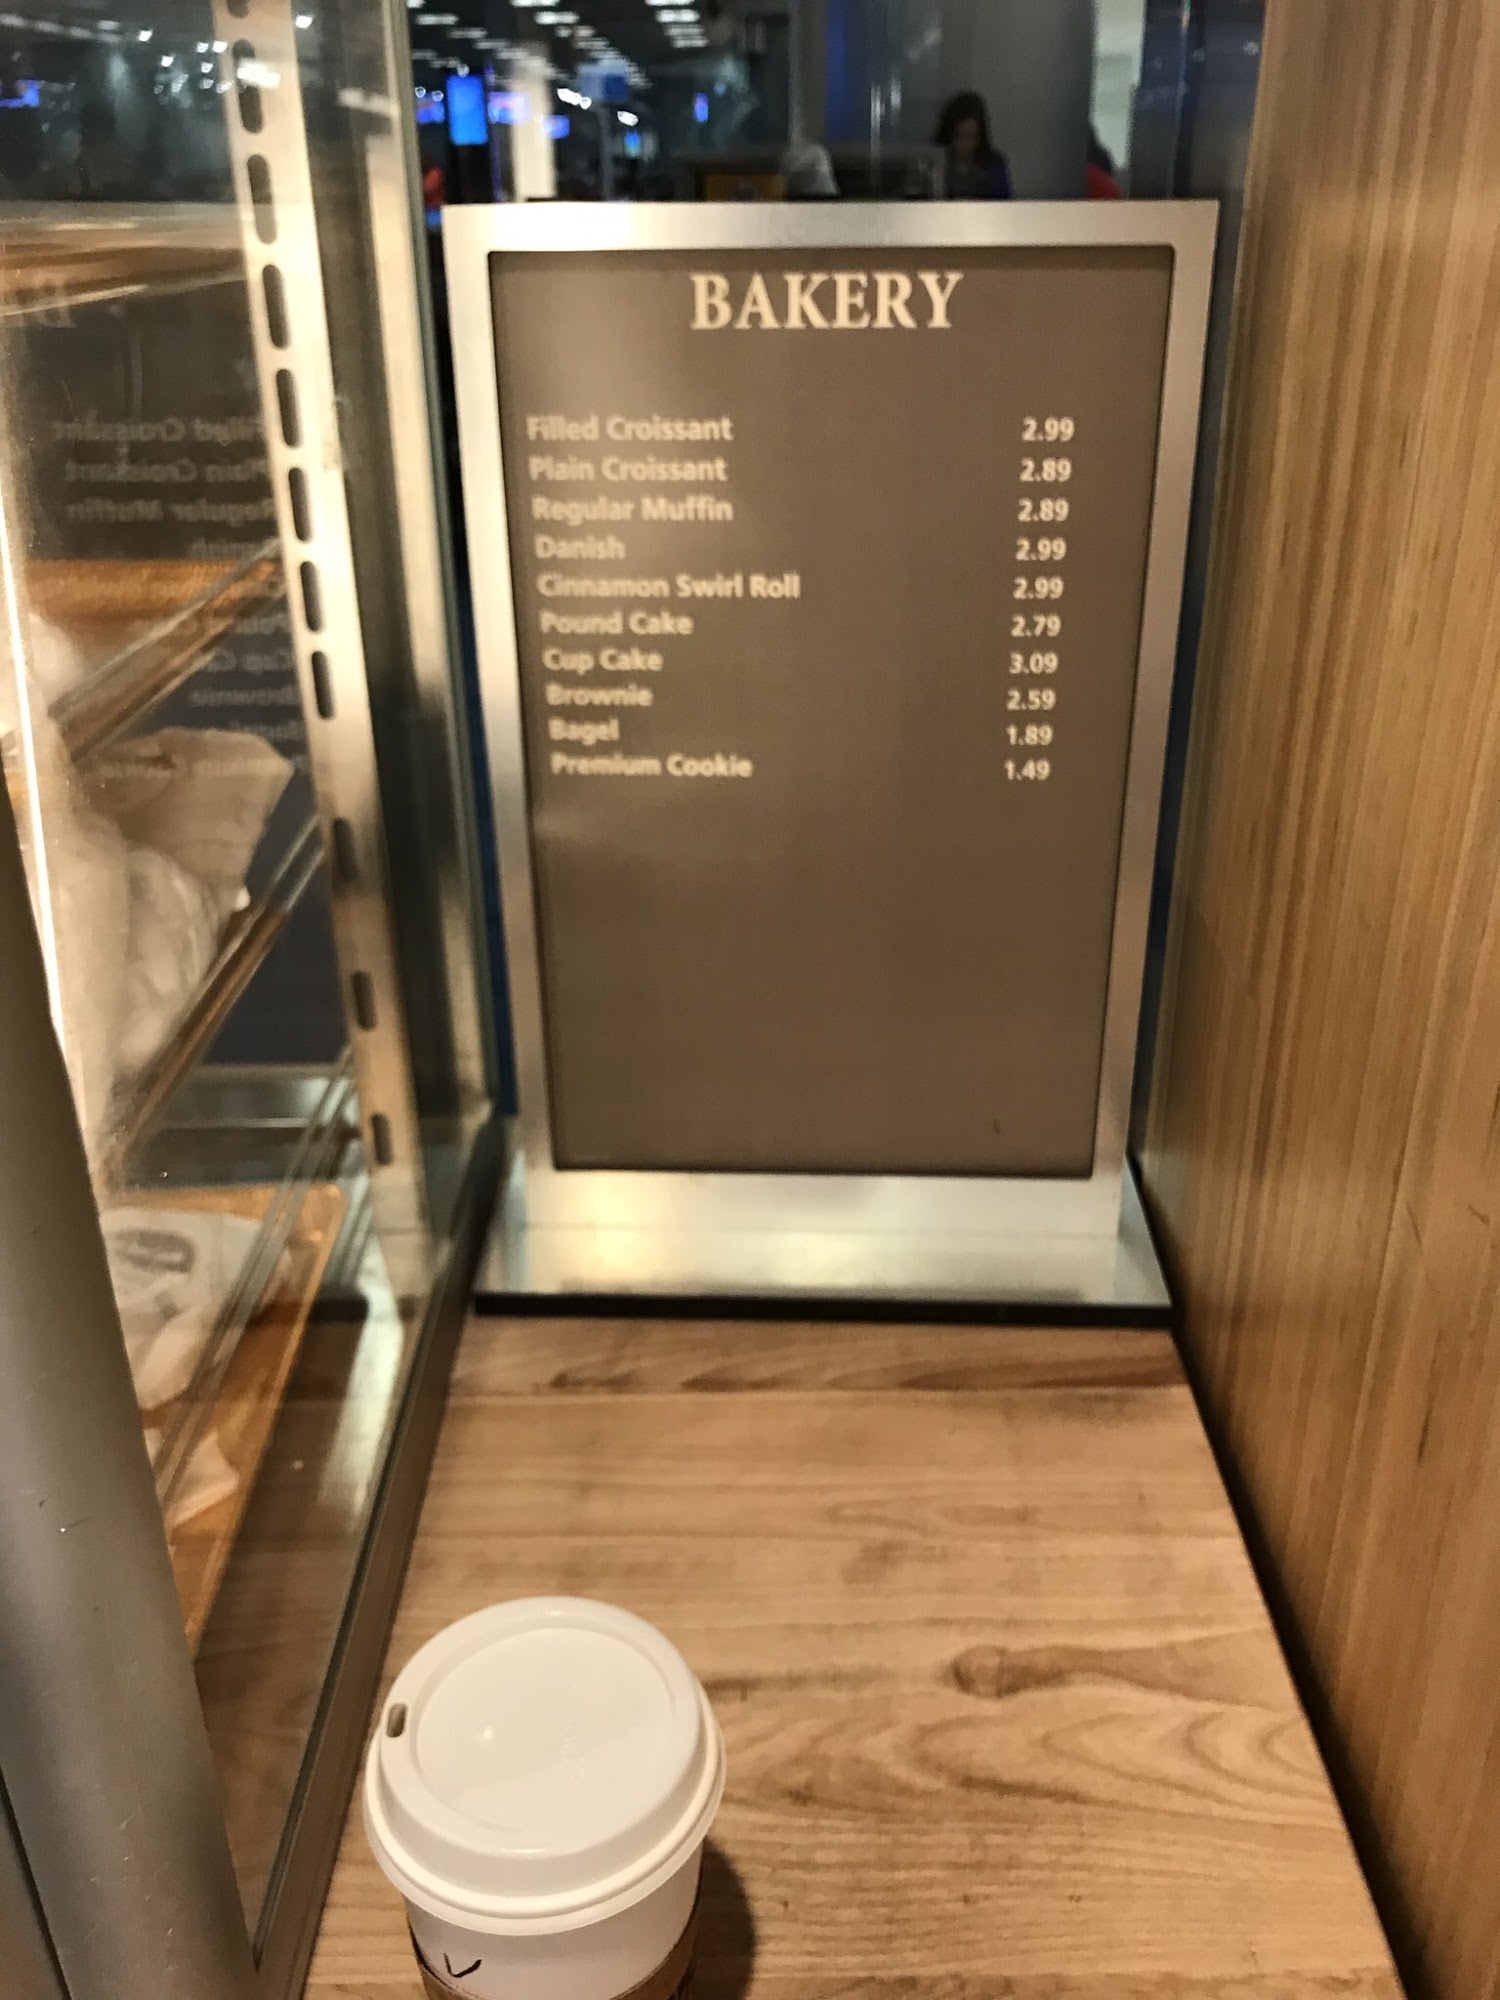 BAKERY
Filled Croissant 2.99
Plain Croissant 2.89
Regular Muffin 2.89
Danish 2.99
Cinnamon Swirl Roll 2.99
Pound Cake 2.79
Cup Cake 3.09
Brownie 2.59
Bagel 1.89
Premium Cookie 1.49